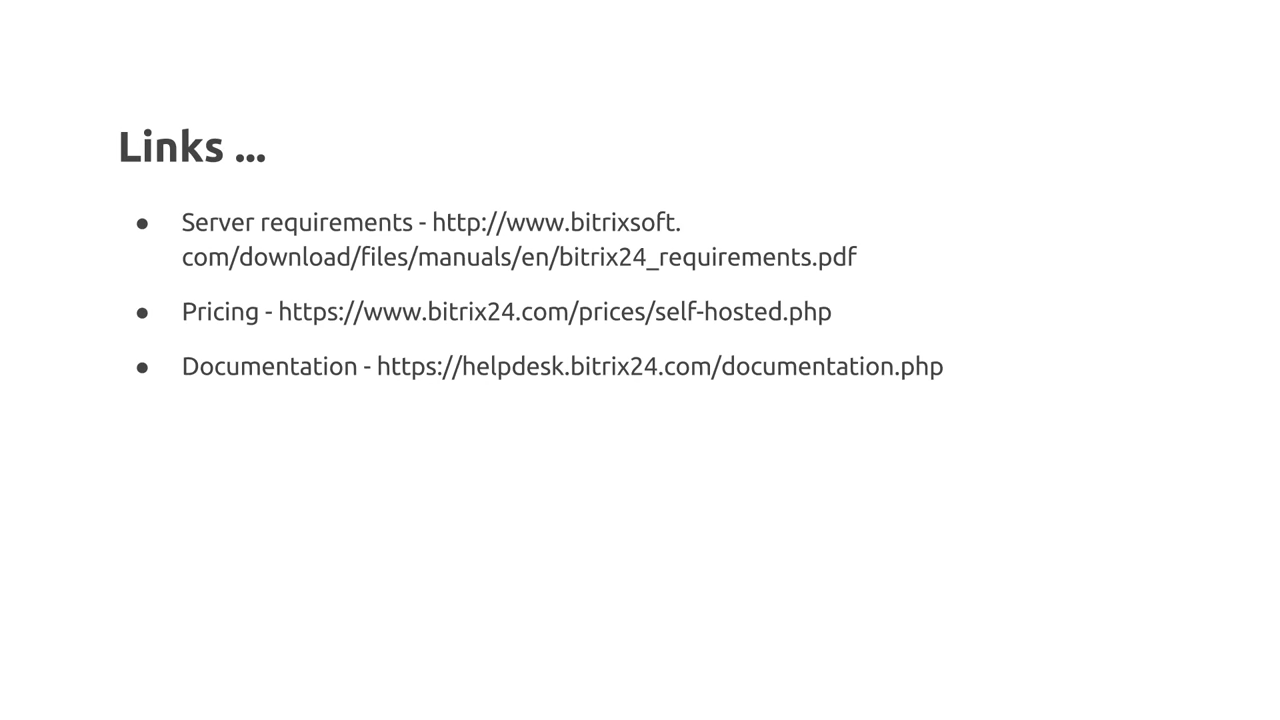 Links ...
● Server requirements - http://www.bitrixsoft.
com/download/files/manuals/en/bitrix24_requirements.pdf
● Pricing - https://www.bitrix24.com/prices/self-hosted.php
● Documentation - https://helpdesk.bitrix24.com/documentation.php